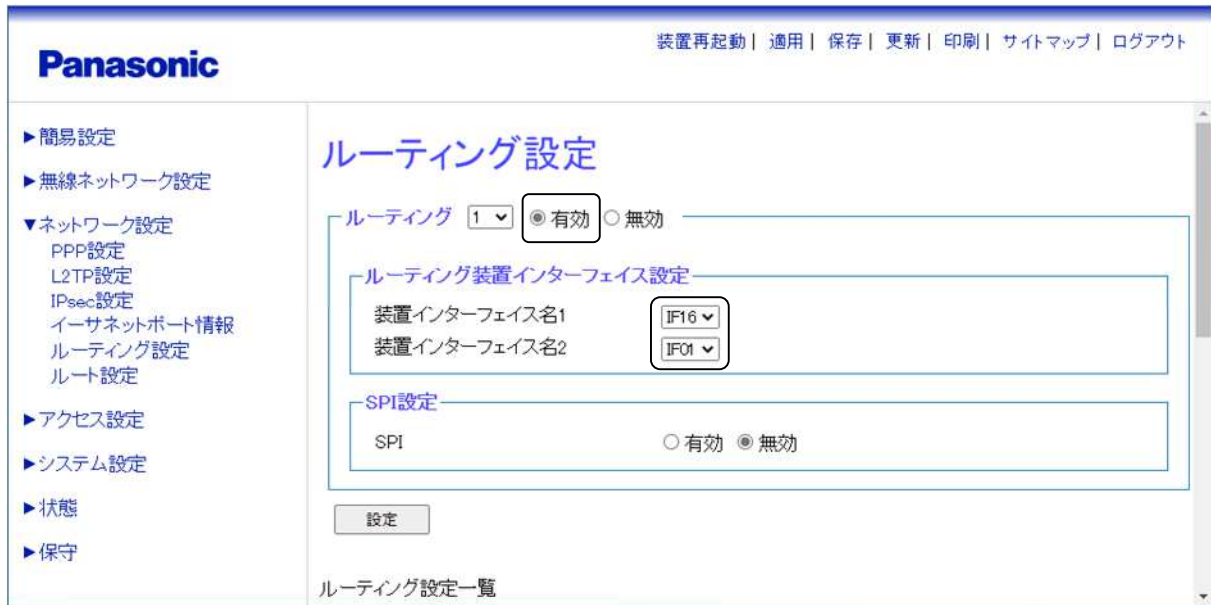 Panasonic
装置再起動| 適用| 保存| 更新| 印刷| サイトマップ| ログアウト
▶簡易設定
▶無線ネットワーク設定
▼ネットワーク設定
PPP設定
L2TP設定
IPsec設定
イーサネットポート情報
ルーティング設定
ルート設定
▶アクセス設定
▶システム設定
▶状態
▶保守
ルーティング設定
ルーティング 1 有効 無効
ルーティング装置インターフェイス設定
装置インターフェイス名1 IF16
装置インターフェイス名2 IF01
SPI設定
SPI 有効 無効
設定
ルーティング設定一覧